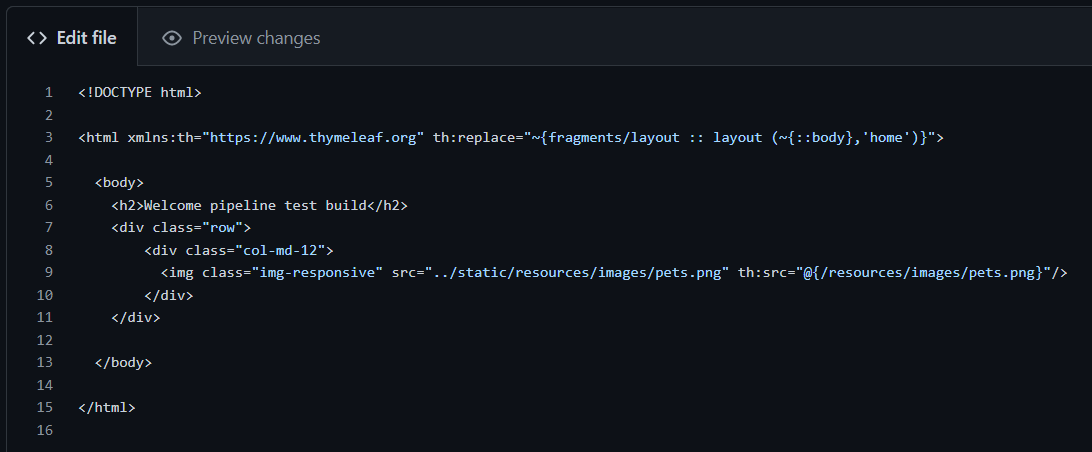 <> Edit file Preview changes
1 <!DOCTYPE html>
2
3 <html xmlns:th="https://www.thymeleaf.org" th:replace="~{fragments/layout :: layout (~{::body},'home')}">
4
5   <body>
6     <h2>Welcome pipeline test build</h2>
7     <div class="row">
8         <div class="col-md-12">
9           <img class="img-responsive" src="../static/resources/images/pets.png" th:src="@{/resources/images/pets.png}"/>
10         </div>
11     </div>
12
13   </body>
14
15 </html>
16